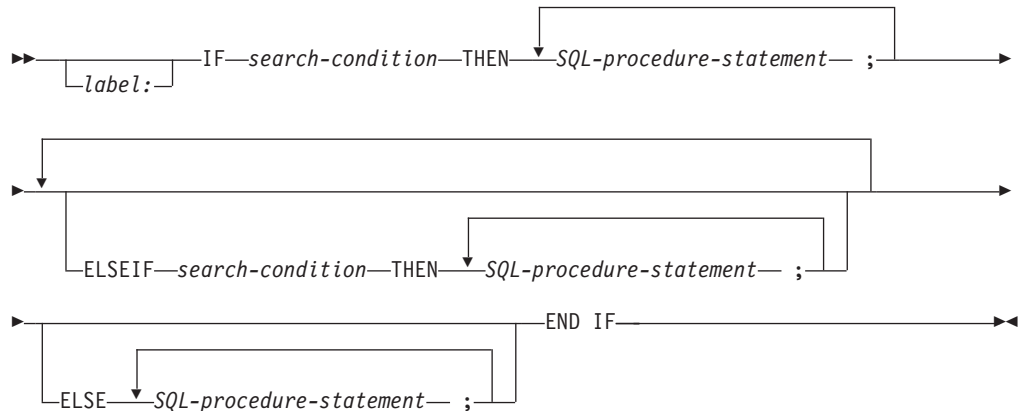 IF search-condition THEN SQL-procedure-statement ;
label:
ELSEIF search-condition THEN SQL-procedure-statement ;
END IF
ELSE SQL-procedure-statement ;